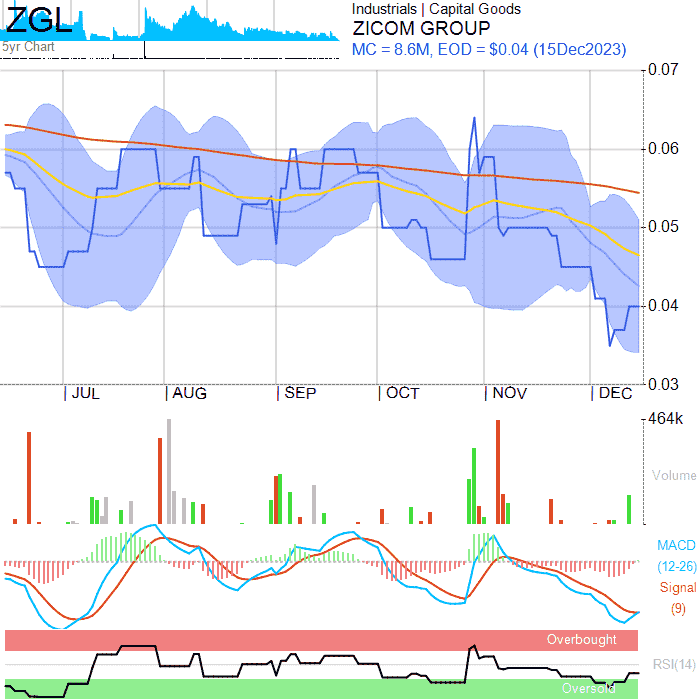 ZGL
5yr Chart
Industrials | Capital Goods
ZICOM GROUP
MC = 8.6M, EOD = $0.04 (15Dec2023)
0.07
0.06
0.05
0.04
0.03
| JUL | AUG | SEP | OCT | NOV | DEC
464k
Volume
MACD
(12-26)
Signal
(9)
Overbought
RSI(14)
Oversold